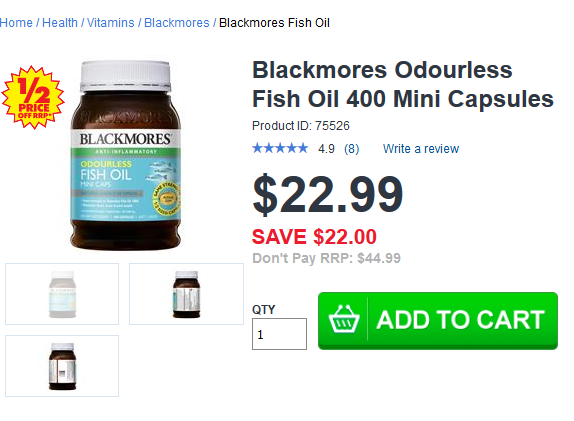 Home / Health / Vitamins / Blackmores / Blackmores Fish Oil
1/2
PRICE
OFF RRP*
BLACKMORES
ANTI-INFLAMMATORY
ODOURLESS
FISH OIL
MINI CAPS
Blackmores Odourless
Fish Oil 400 Mini Capsules
Product ID: 75526
4.9 (8) Write a review
$22.99
SAVE $22.00
Don't Pay RRP: $44.99
QTY
1
ADD TO CART